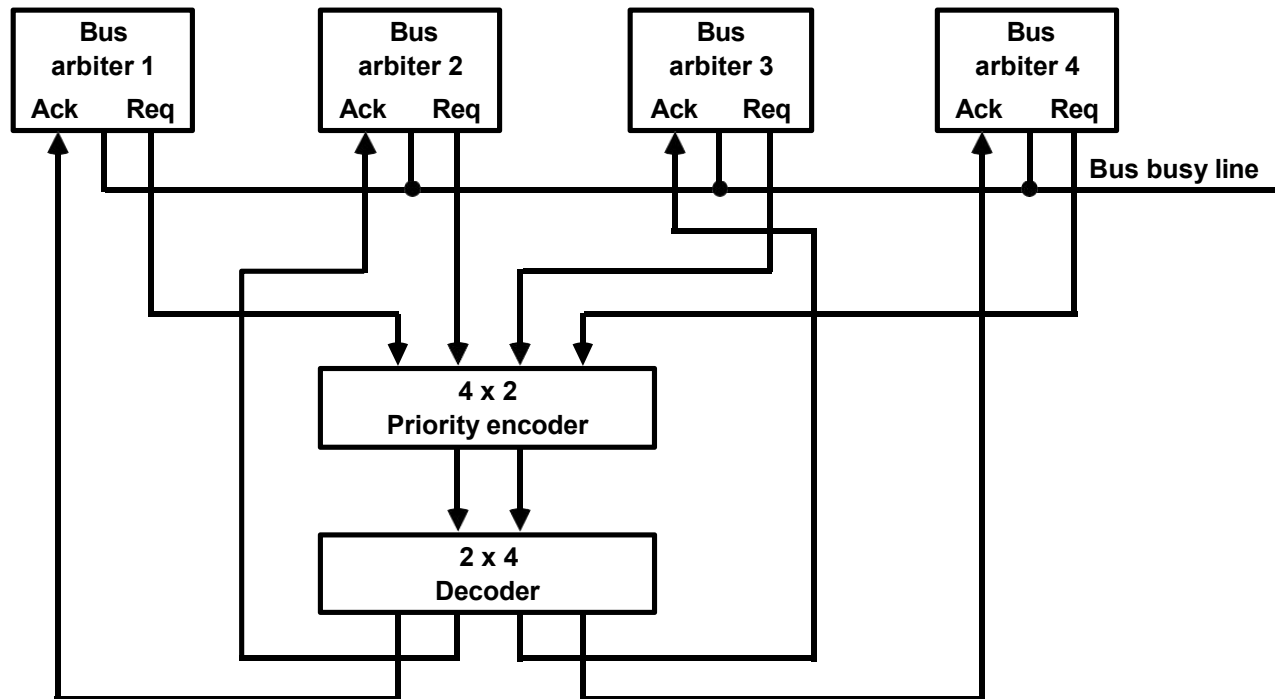 Bus
arbiter 1
Ack Req
Bus
arbiter 2
Ack Req
Bus
arbiter 3
Ack Req
Bus
arbiter 4
Ack Req
Bus busy line
4 x 2
Priority encoder
2 x 4
Decoder